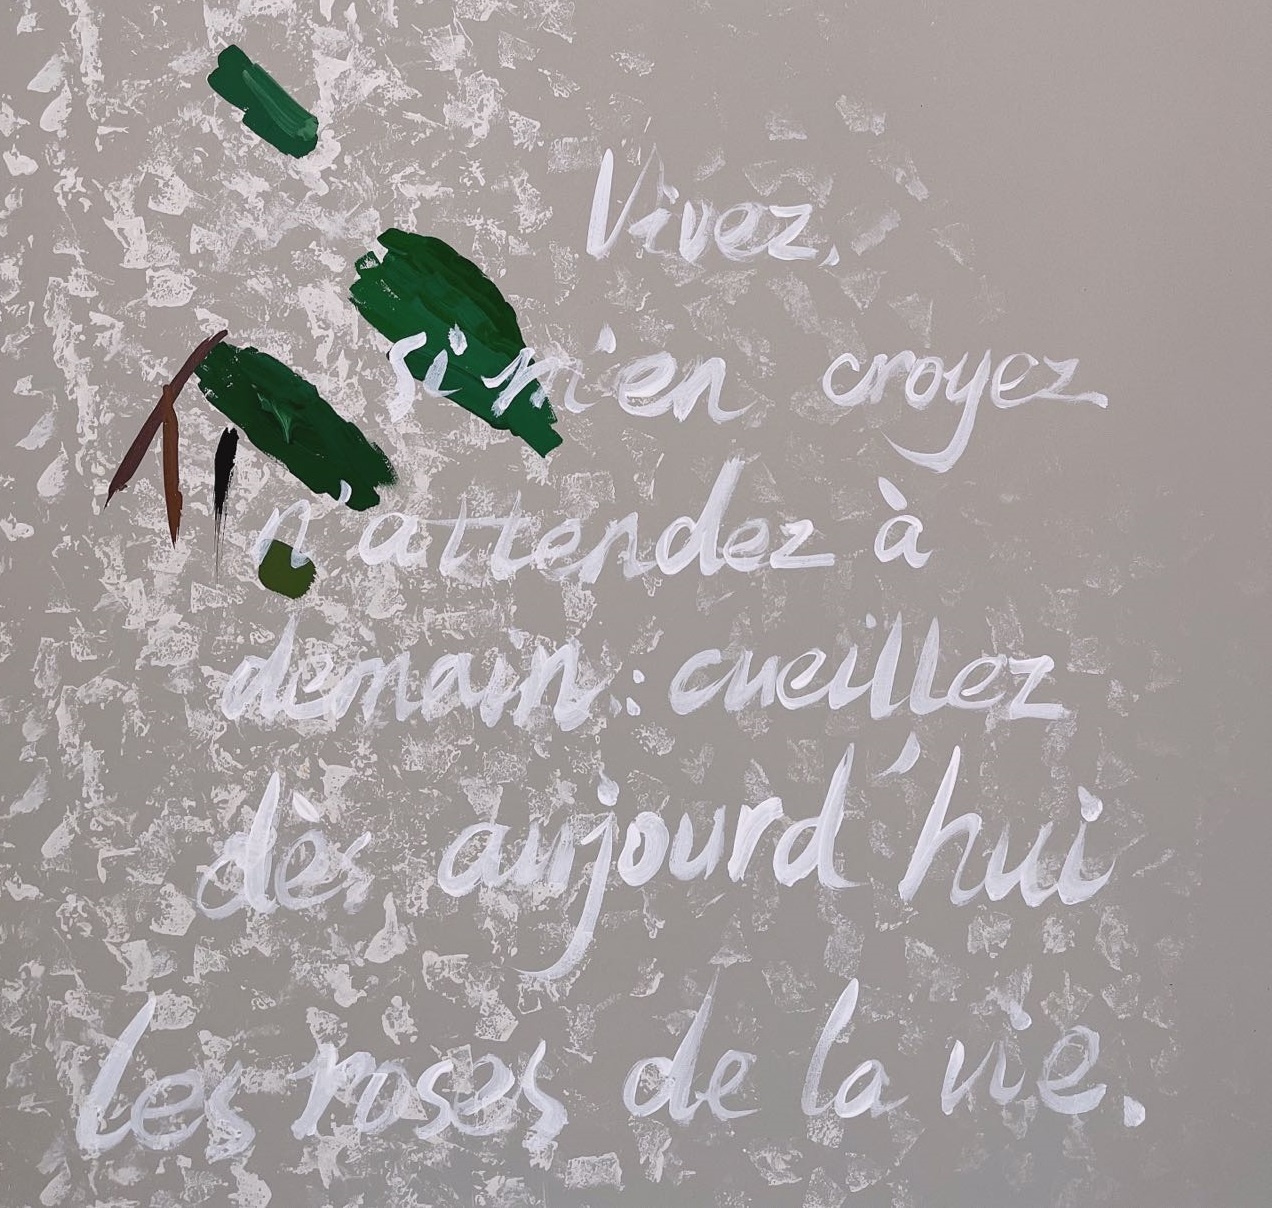 Vivez,
si m'en croyez
n'attendez à
demain : cueillez
dès aujourd'hui
les roses de la vie.